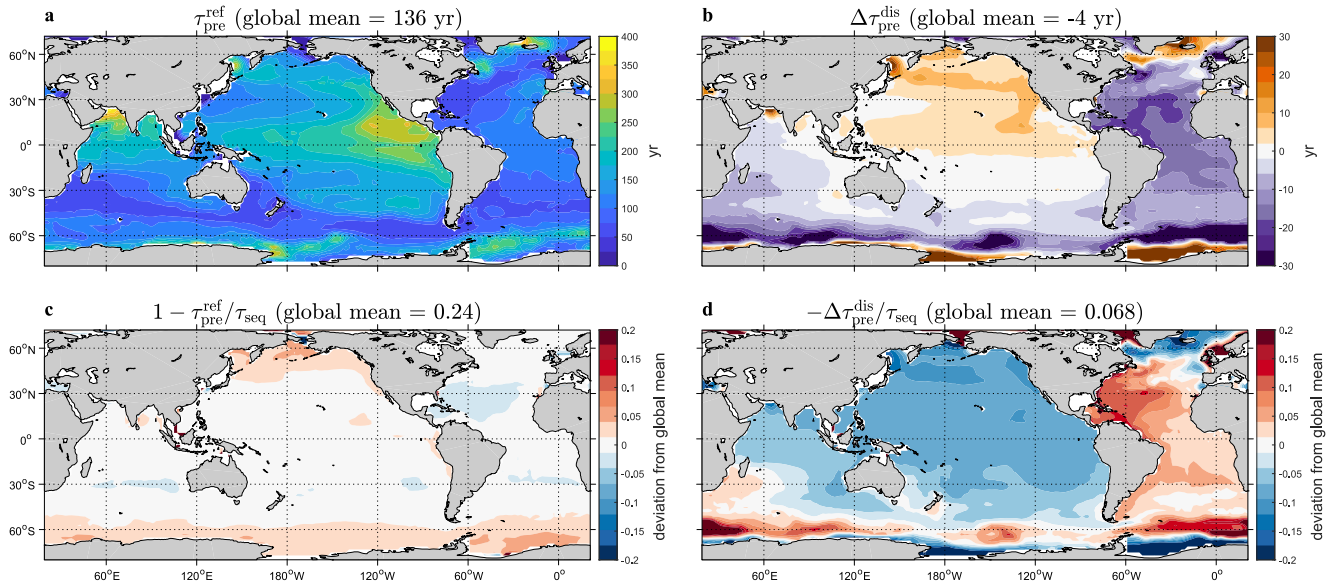 a τ_pre^ref (global mean = 136 yr)
60°N
30°N
0°
30°S
60°S
400
350
300
250
200
150
100
50
0
yr
b Δτ_pre^dis (global mean = -4 yr)
30
20
10
0
-10
-20
-30
yr
c 1 − τ_pre^ref/τ_seq (global mean = 0.24)
60°N
30°N
0°
30°S
60°S
60°E 120°E 180°W 120°W 60°W 0°
0.2
0.15
0.1
0.05
0
-0.05
-0.1
-0.15
-0.2
deviation from global mean
d −Δτ_pre^dis/τ_seq (global mean = 0.068)
60°E 120°E 180°W 120°W 60°W 0°
0.2
0.15
0.1
0.05
0
-0.05
-0.1
-0.15
-0.2
deviation from global mean